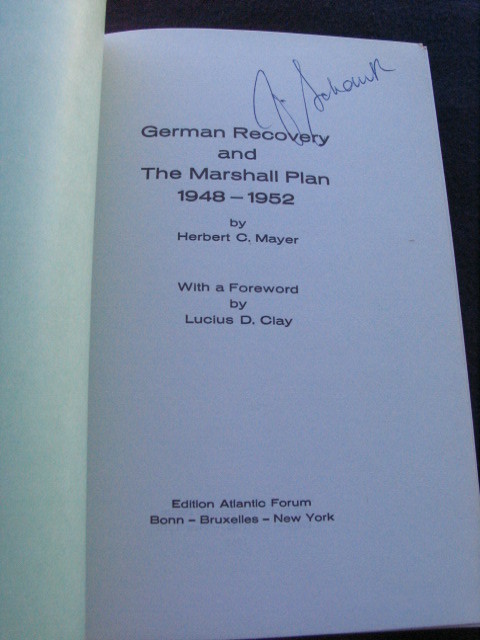 German Recovery
and
The Marshall Plan
1948 – 1952
by
Herbert C. Mayer
With a Foreword
by
Lucius D. Clay
Edition Atlantic Forum
Bonn – Bruxelles – New York